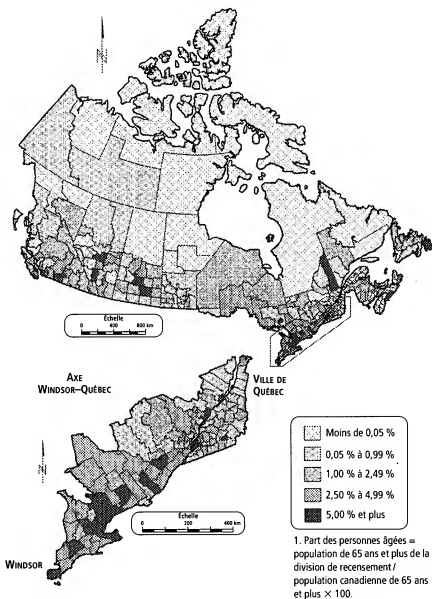 Échelle
0 400 800 km
AXE
WINDSOR–QUÉBEC
VILLE DE
QUÉBEC
Échelle
0 200 400 km
WINDSOR
Moins de 0,05 %
0,05 % à 0,99 %
1,00 % à 2,49 %
2,50 % à 4,99 %
5,00 % et plus
1. Part des personnes âgées =
population de 65 ans et plus de la
division de recensement /
population canadienne de 65 ans
et plus × 100.